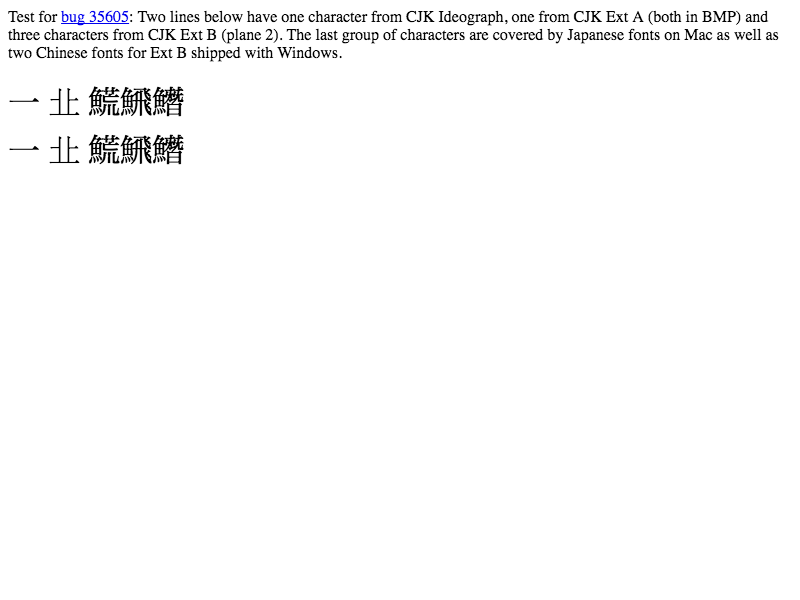 Test for bug 35605: Two lines below have one character from CJK Ideograph, one from CJK Ext A (both in BMP) and
three characters from CJK Ext B (plane 2). The last group of characters are covered by Japanese fonts on Mac as well as
two Chinese fonts for Ext B shipped with Windows.
一 㐀 𩺊𩹉𩻛
一 㐀 𩺊𩹉𩻛